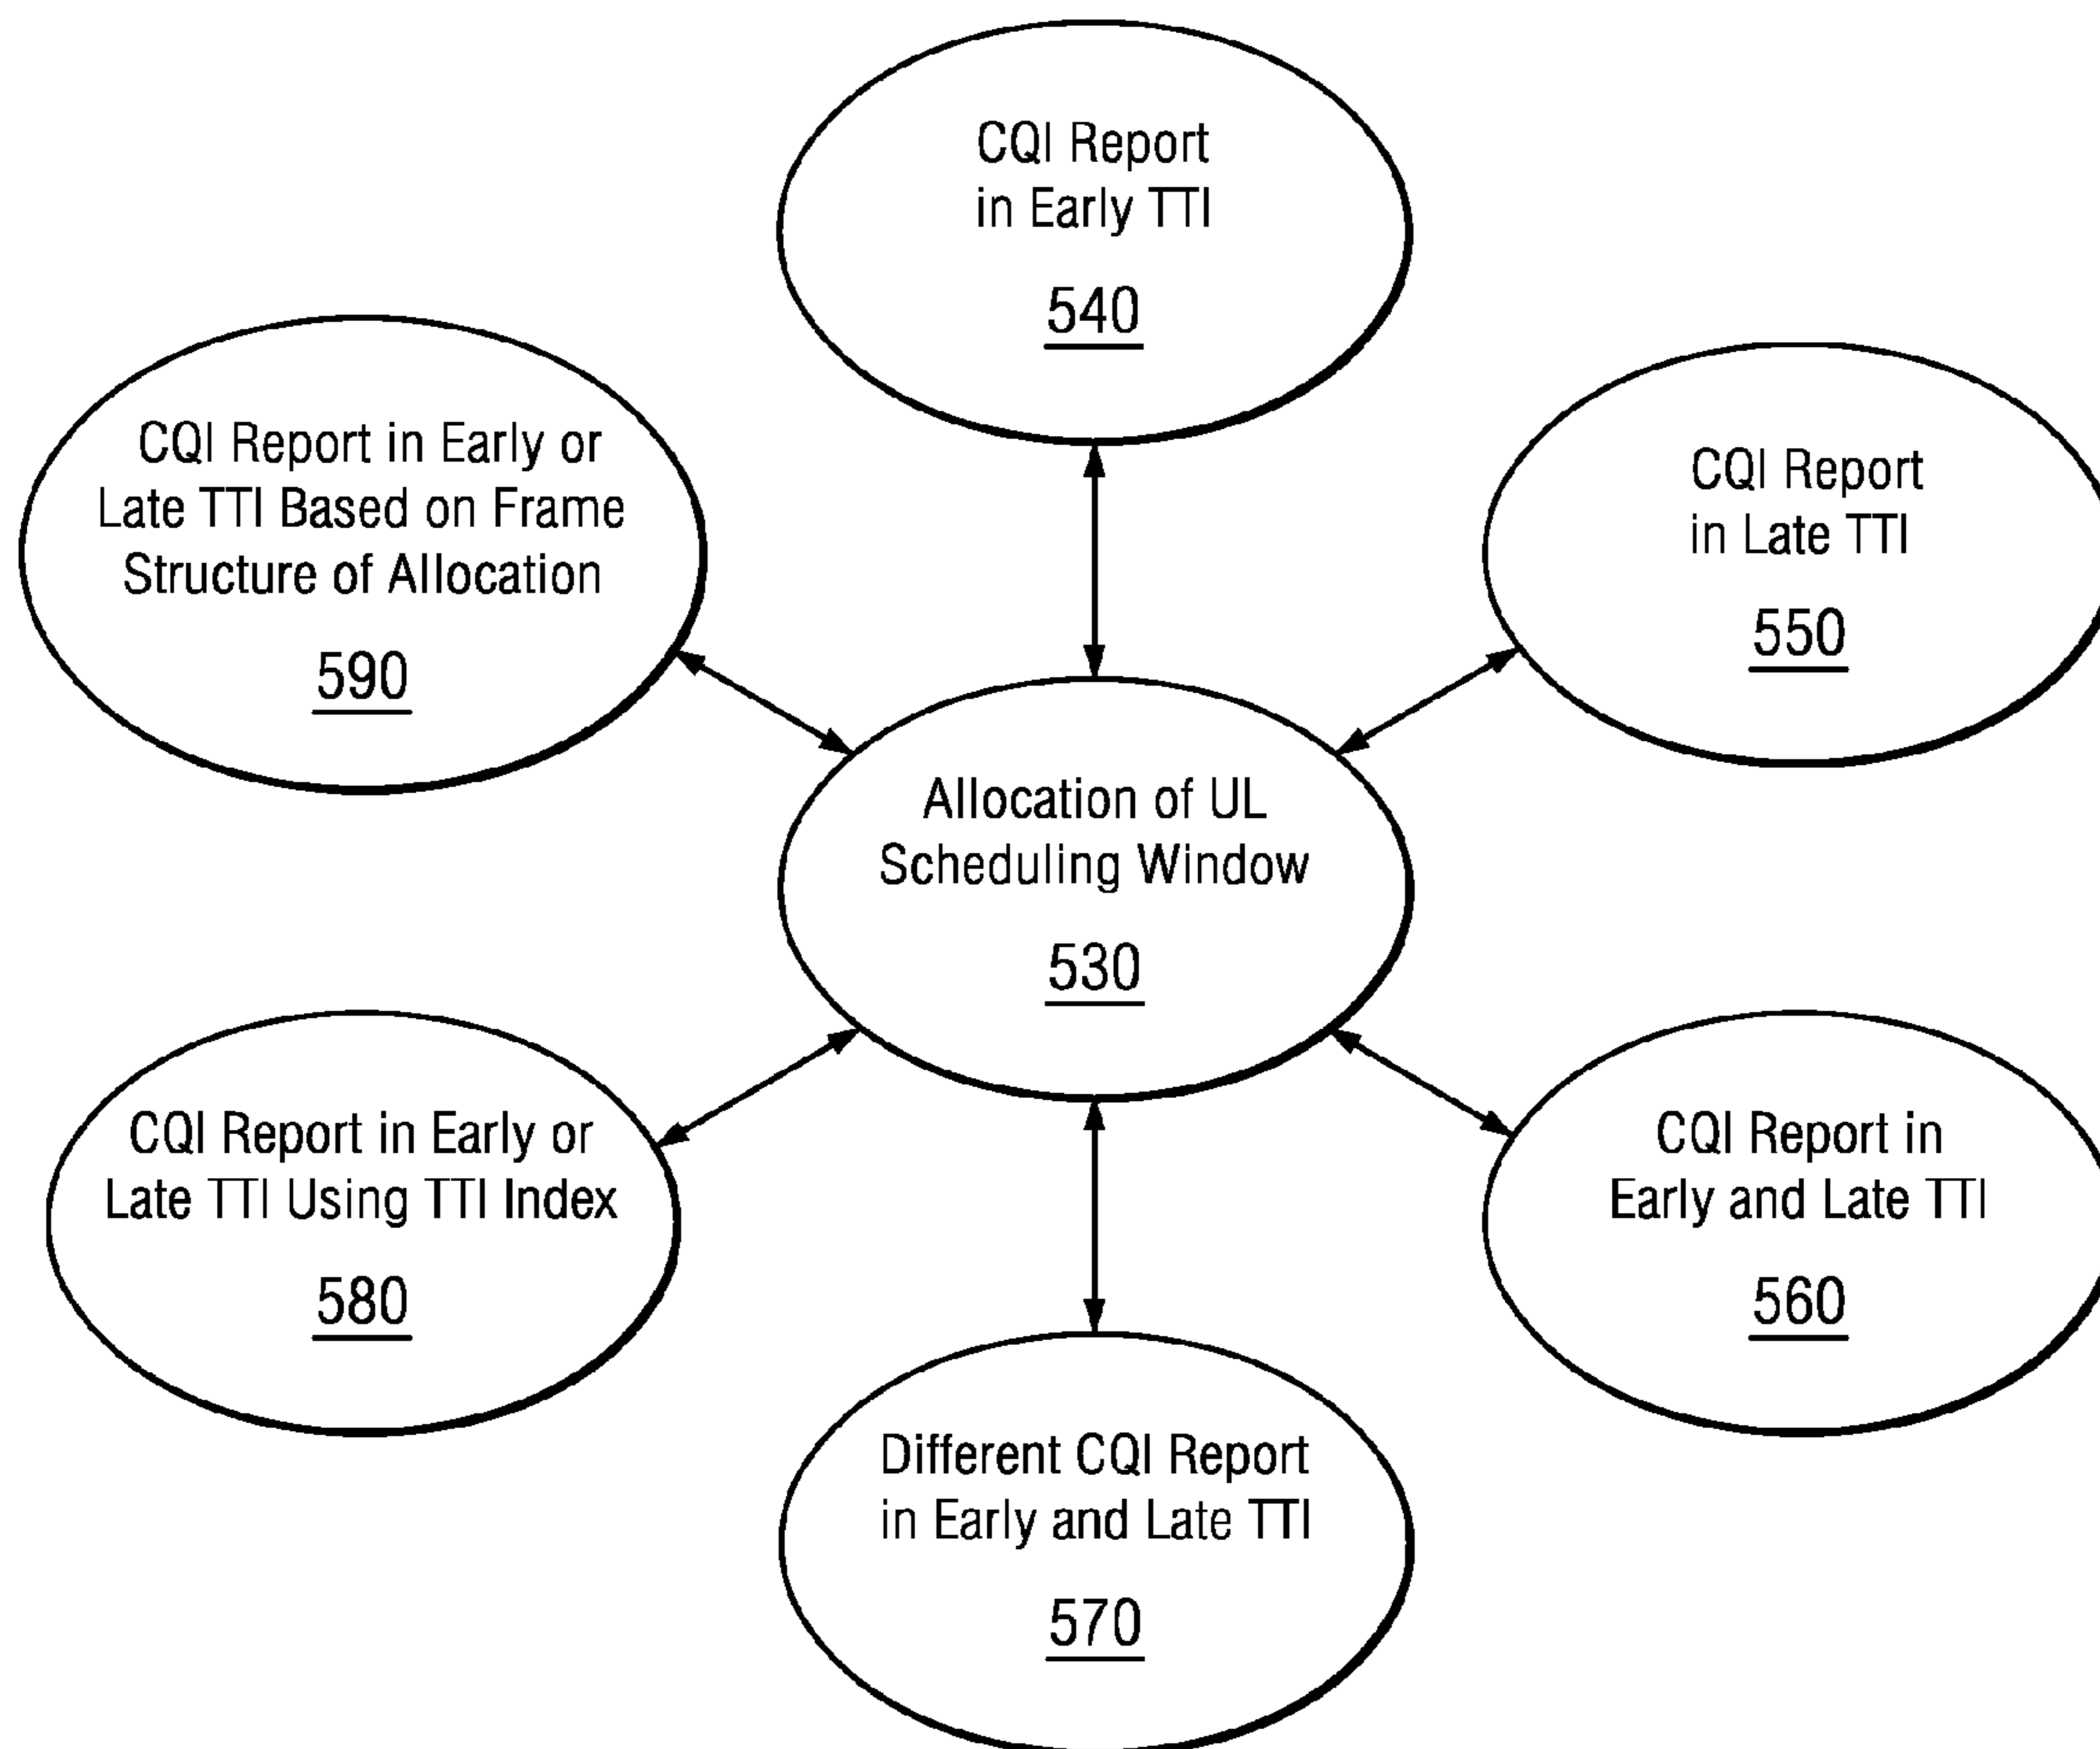 CQI Report
in Early TTI
540
CQI Report in Early or
Late TTI Based on Frame
Structure of Allocation
590
CQI Report
in Late TTI
550
Allocation of UL
Scheduling Window
530
CQI Report in Early or
Late TTI Using TTI Index
580
CQI Report in
Early and Late TTI
560
Different CQI Report
in Early and Late TTI
570